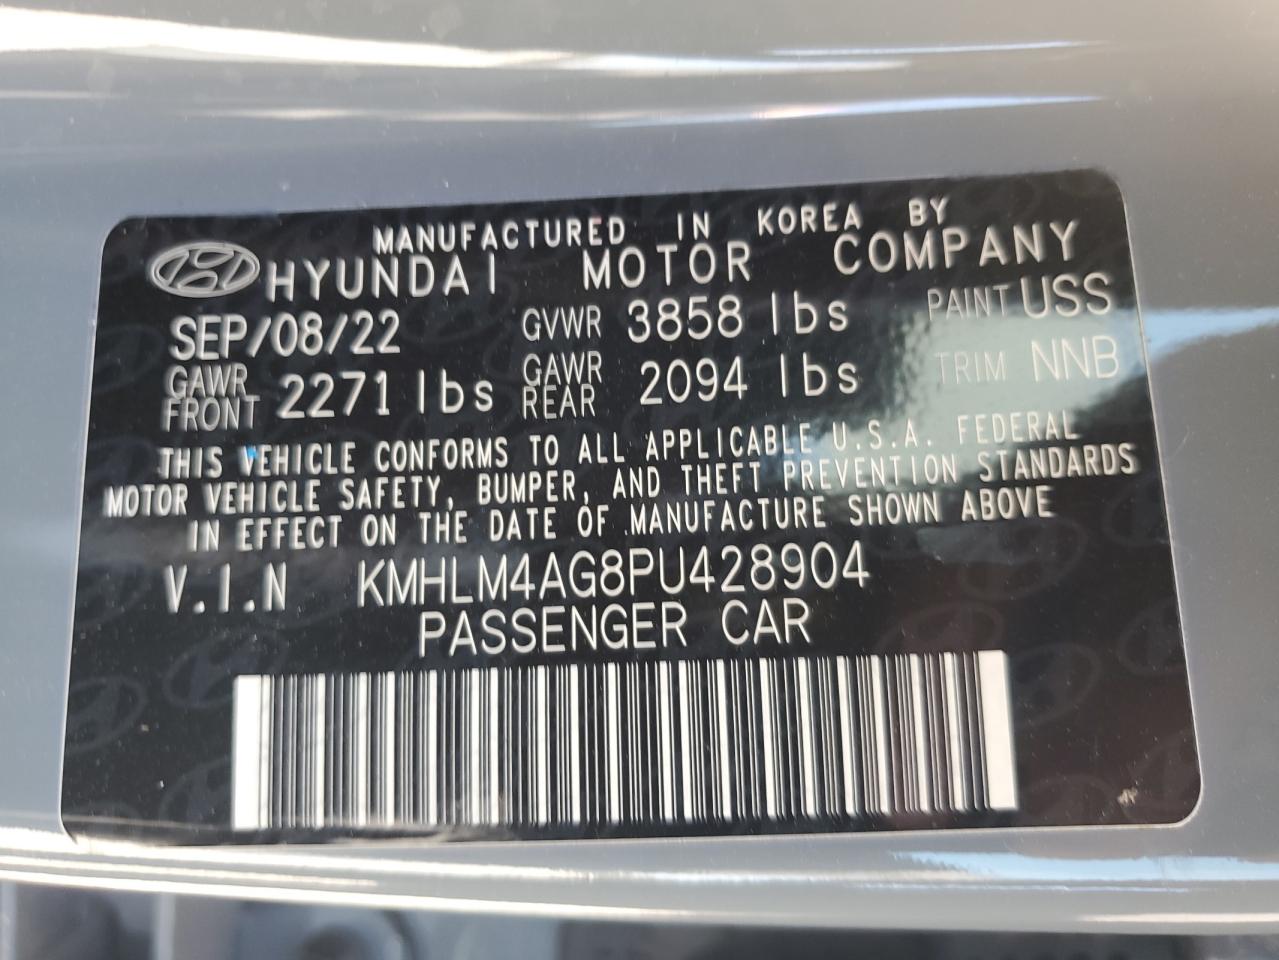 MANUFACTURED IN KOREA BY
HYUNDAI MOTOR COMPANY
SEP/08/22 GVWR 3858 lbs PAINT USS
GAWR FRONT 2271 lbs GAWR REAR 2094 lbs TRIM NNB
THIS VEHICLE CONFORMS TO ALL APPLICABLE U.S.A. FEDERAL
MOTOR VEHICLE SAFETY, BUMPER, AND THEFT PREVENTION STANDARDS
IN EFFECT ON THE DATE OF MANUFACTURE SHOWN ABOVE
V.I.N KMHLM4AG8PU428904
PASSENGER CAR